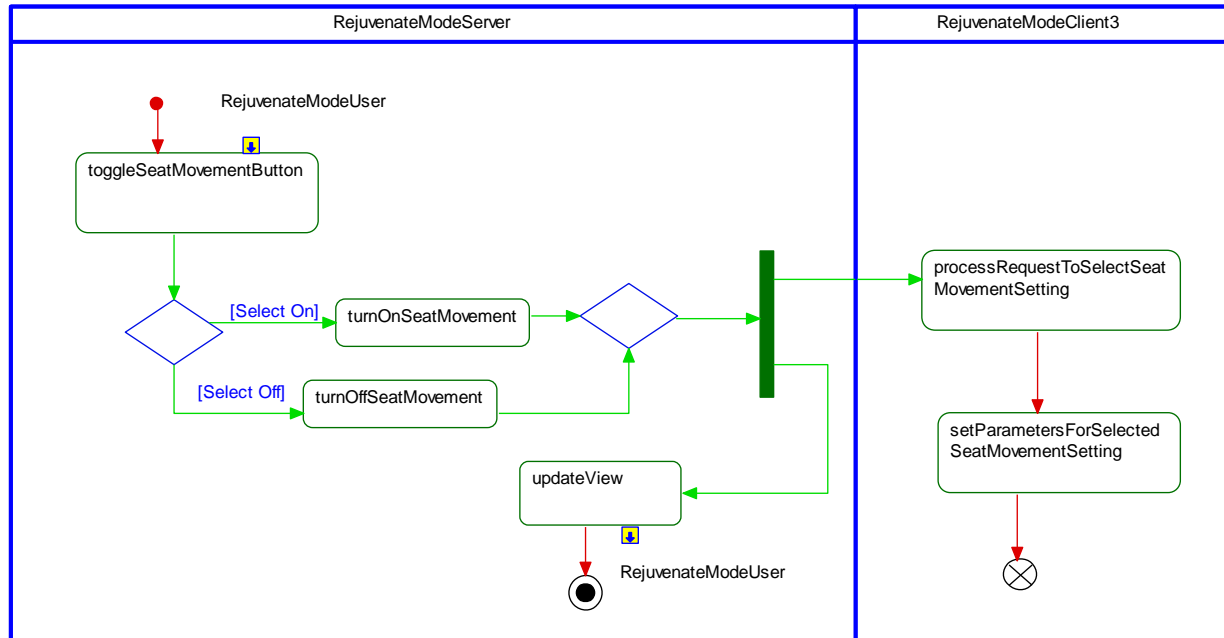 RejuvenateModeServer
RejuvenateModeClient3
RejuvenateModeUser
toggleSeatMovementButton
[Select On]
turnOnSeatMovement
[Select Off]
turnOffSeatMovement
processRequestToSelectSeat
MovementSetting
setParametersForSelected
SeatMovementSetting
updateView
RejuvenateModeUser